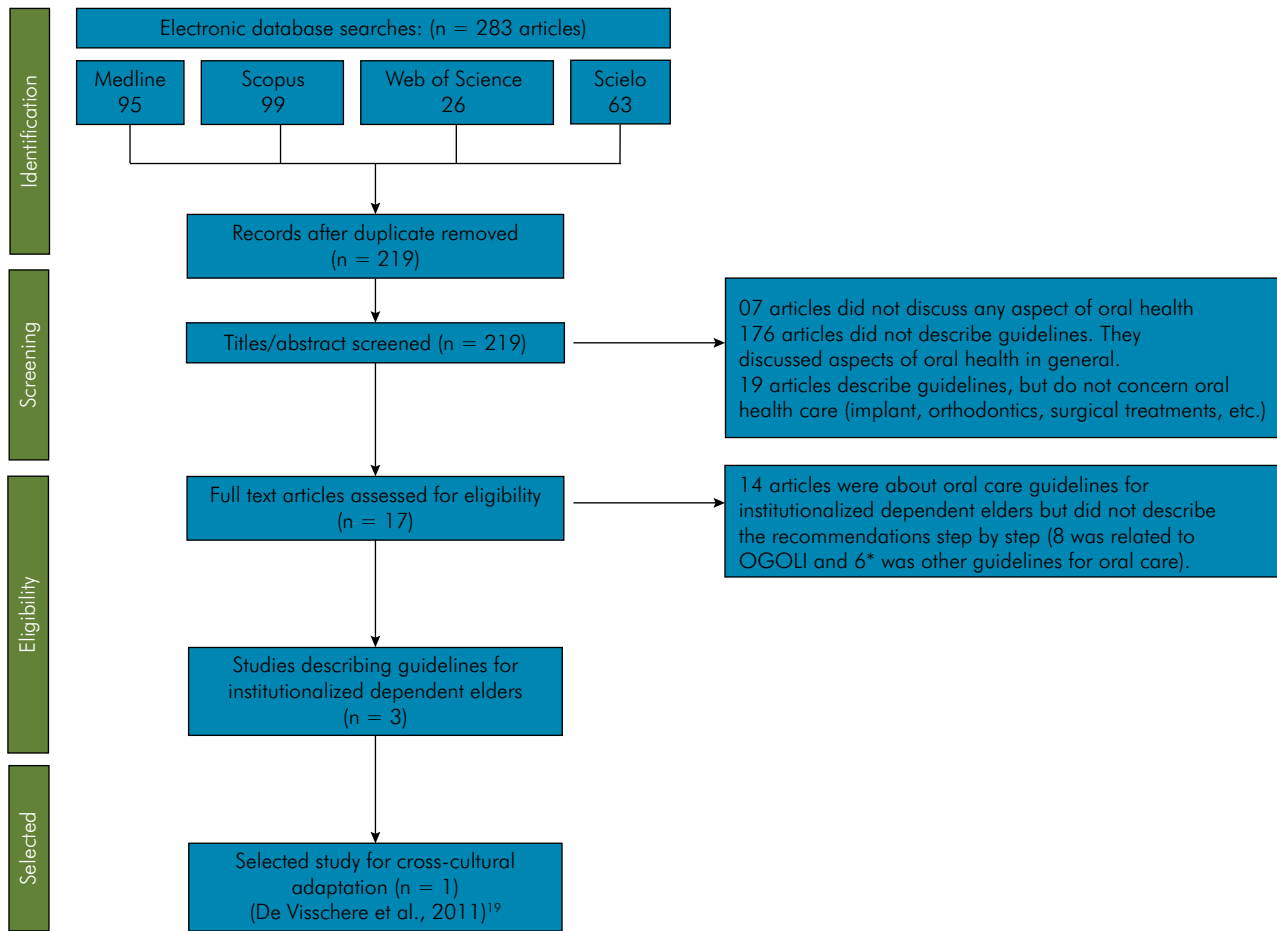 Identification
Electronic database searches: (n = 283 articles)
Medline
95
Scopus
99
Web of Science
26
Scielo
63
Records after duplicate removed
(n = 219)
Screening
Titles/abstract screened (n = 219)
07 articles did not discuss any aspect of oral health
176 articles did not describe guidelines. They
discussed aspects of oral health in general.
19 articles describe guidelines, but do not concern oral
health care (implant, orthodontics, surgical treatments, etc.)
Eligibility
Full text articles assessed for eligibility
(n = 17)
14 articles were about oral care guidelines for
institutionalized dependent elders but did not describe
the recommendations step by step (8 was related to
OGOLI and 6* was other guidelines for oral care).
Studies describing guidelines for
institutionalized dependent elders
(n = 3)
Selected
Selected study for cross-cultural
adaptation (n = 1)
(De Visschere et al., 2011)¹⁹